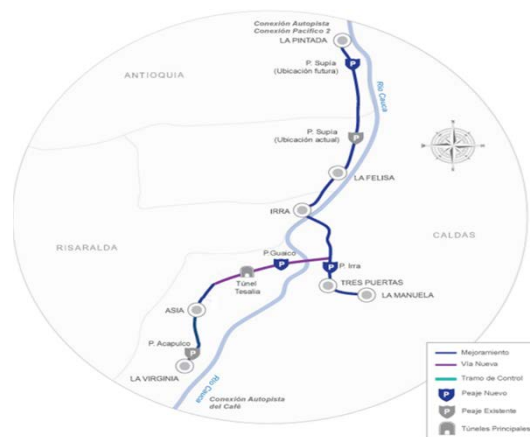 Conexión Autopista
Conexión Pacífico 2
LA PINTADA
ANTIOQUIA
P. Supía
(Ubicación futura)
Río Cauca
P. Supía
(Ubicación actual)
LA FELISA
IRRA
CALDAS
RISARALDA
P.Guaico
P. Irra
Túnel
Tesalia
TRES PUERTAS
LA MANUELA
ASIA
P. Acapulco
LA VIRGINIA
Río Cauca
Conexión Autopista
del Café
Mejoramiento
Vía Nueva
Tramo de Control
P Peaje Nuevo
P Peaje Existente
Túneles Principales